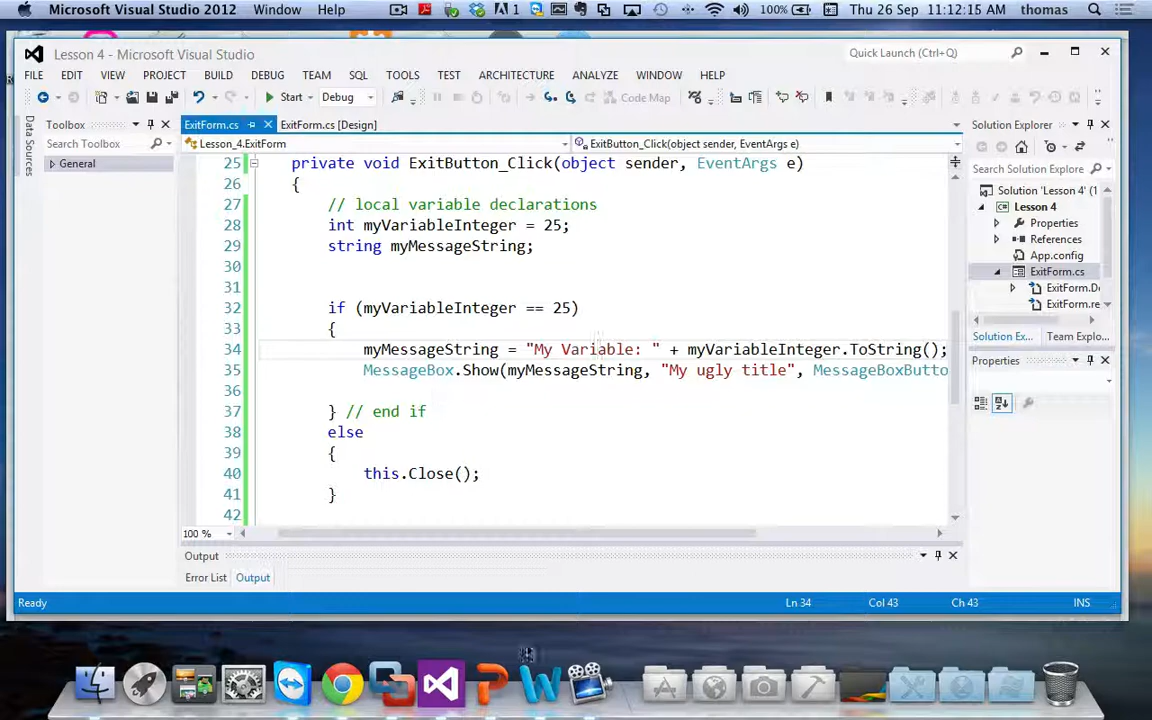 Microsoft Visual Studio 2012 Window Help 100% Thu 26 Sep 11:12:15 AM thomas
Lesson 4 - Microsoft Visual Studio Quick Launch (Ctrl+Q)
FILE EDIT VIEW PROJECT BUILD DEBUG TEAM SQL TOOLS TEST ARCHITECTURE ANALYZE WINDOW HELP
Start Debug Code Map
Data Sources
Toolbox
Search Toolbox
General
ExitForm.cs ExitForm.cs [Design]
Lesson_4.ExitForm ExitButton_Click(object sender, EventArgs e)
25 private void ExitButton_Click(object sender, EventArgs e)
26 {
27 // local variable declarations
28 int myVariableInteger = 25;
29 string myMessageString;
30
31
32 if (myVariableInteger == 25)
33 {
34 myMessageString = "My Variable: " + myVariableInteger.ToString();
35 MessageBox.Show(myMessageString, "My ugly title", MessageBoxButto
36
37 } // end if
38 else
39 {
40 this.Close();
41 }
42
100 %
Solution Explorer
Search Solution Explore
Solution 'Lesson 4' (1
Lesson 4
Properties
References
App.config
ExitForm.cs
ExitForm.De
ExitForm.re
Solution Ex... Team Explo...
Properties
Output
Error List Output
Ready Ln 34 Col 43 Ch 43 INS